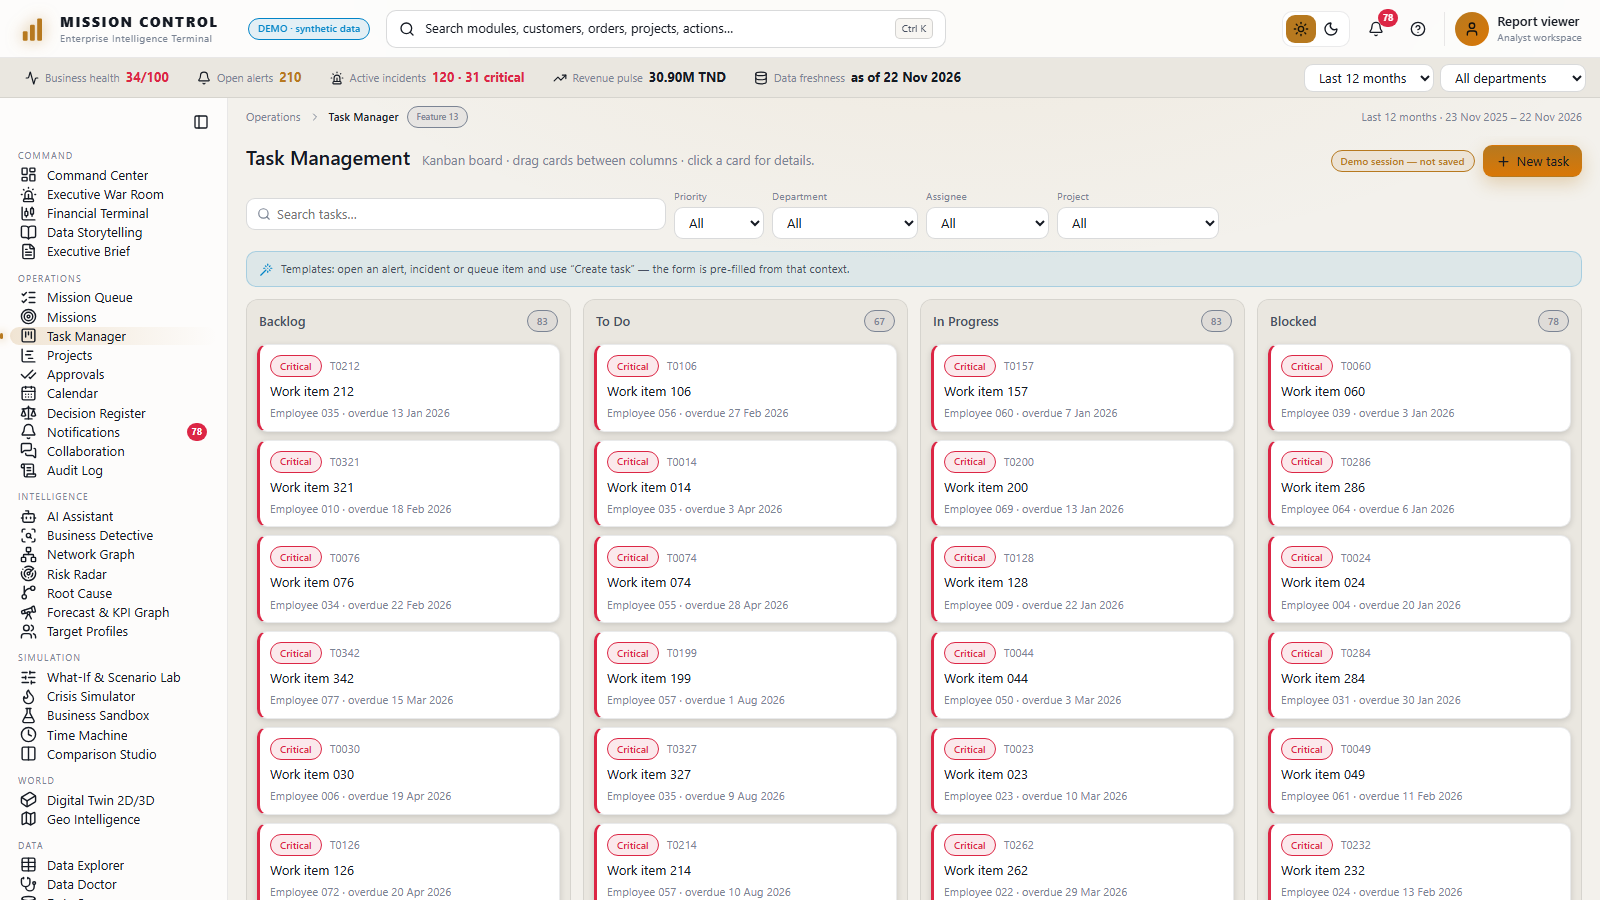 MISSION CONTROL
Enterprise Intelligence Terminal
DEMO · synthetic data
Search modules, customers, orders, projects, actions...
Ctrl K
78
Report viewer
Analyst workspace
Business health 34/100
Open alerts 210
Active incidents 120 · 31 critical
Revenue pulse 30.90M TND
Data freshness as of 22 Nov 2026
Last 12 months
All departments
COMMAND
Command Center
Executive War Room
Financial Terminal
Data Storytelling
Executive Brief
OPERATIONS
Mission Queue
Missions
Task Manager
Projects
Approvals
Calendar
Decision Register
Notifications 78
Collaboration
Audit Log
INTELLIGENCE
AI Assistant
Business Detective
Network Graph
Risk Radar
Root Cause
Forecast & KPI Graph
Target Profiles
SIMULATION
What-If & Scenario Lab
Crisis Simulator
Business Sandbox
Time Machine
Comparison Studio
WORLD
Digital Twin 2D/3D
Geo Intelligence
DATA
Data Explorer
Data Doctor
Operations > Task Manager Feature 13
Last 12 months · 23 Nov 2025 – 22 Nov 2026
Task Management
Kanban board · drag cards between columns · click a card for details.
Demo session — not saved
+ New task
Search tasks...
Priority
All
Department
All
Assignee
All
Project
All
Templates: open an alert, incident or queue item and use “Create task” — the form is pre-filled from that context.
Backlog 83
Critical T0212
Work item 212
Employee 035 · overdue 13 Jan 2026
Critical T0321
Work item 321
Employee 010 · overdue 18 Feb 2026
Critical T0076
Work item 076
Employee 034 · overdue 22 Feb 2026
Critical T0342
Work item 342
Employee 077 · overdue 15 Mar 2026
Critical T0030
Work item 030
Employee 006 · overdue 19 Apr 2026
Critical T0126
Work item 126
Employee 072 · overdue 20 Apr 2026
To Do 67
Critical T0106
Work item 106
Employee 056 · overdue 27 Feb 2026
Critical T0014
Work item 014
Employee 035 · overdue 3 Apr 2026
Critical T0074
Work item 074
Employee 055 · overdue 28 Apr 2026
Critical T0199
Work item 199
Employee 057 · overdue 1 Aug 2026
Critical T0327
Work item 327
Employee 035 · overdue 9 Aug 2026
Critical T0214
Work item 214
Employee 057 · overdue 10 Aug 2026
In Progress 83
Critical T0157
Work item 157
Employee 060 · overdue 7 Jan 2026
Critical T0200
Work item 200
Employee 069 · overdue 13 Jan 2026
Critical T0128
Work item 128
Employee 009 · overdue 22 Jan 2026
Critical T0044
Work item 044
Employee 050 · overdue 3 Mar 2026
Critical T0023
Work item 023
Employee 023 · overdue 10 Mar 2026
Critical T0262
Work item 262
Employee 022 · overdue 29 Mar 2026
Blocked 78
Critical T0060
Work item 060
Employee 039 · overdue 3 Jan 2026
Critical T0286
Work item 286
Employee 064 · overdue 6 Jan 2026
Critical T0024
Work item 024
Employee 004 · overdue 20 Jan 2026
Critical T0284
Work item 284
Employee 031 · overdue 30 Jan 2026
Critical T0049
Work item 049
Employee 061 · overdue 11 Feb 2026
Critical T0232
Work item 232
Employee 024 · overdue 13 Feb 2026